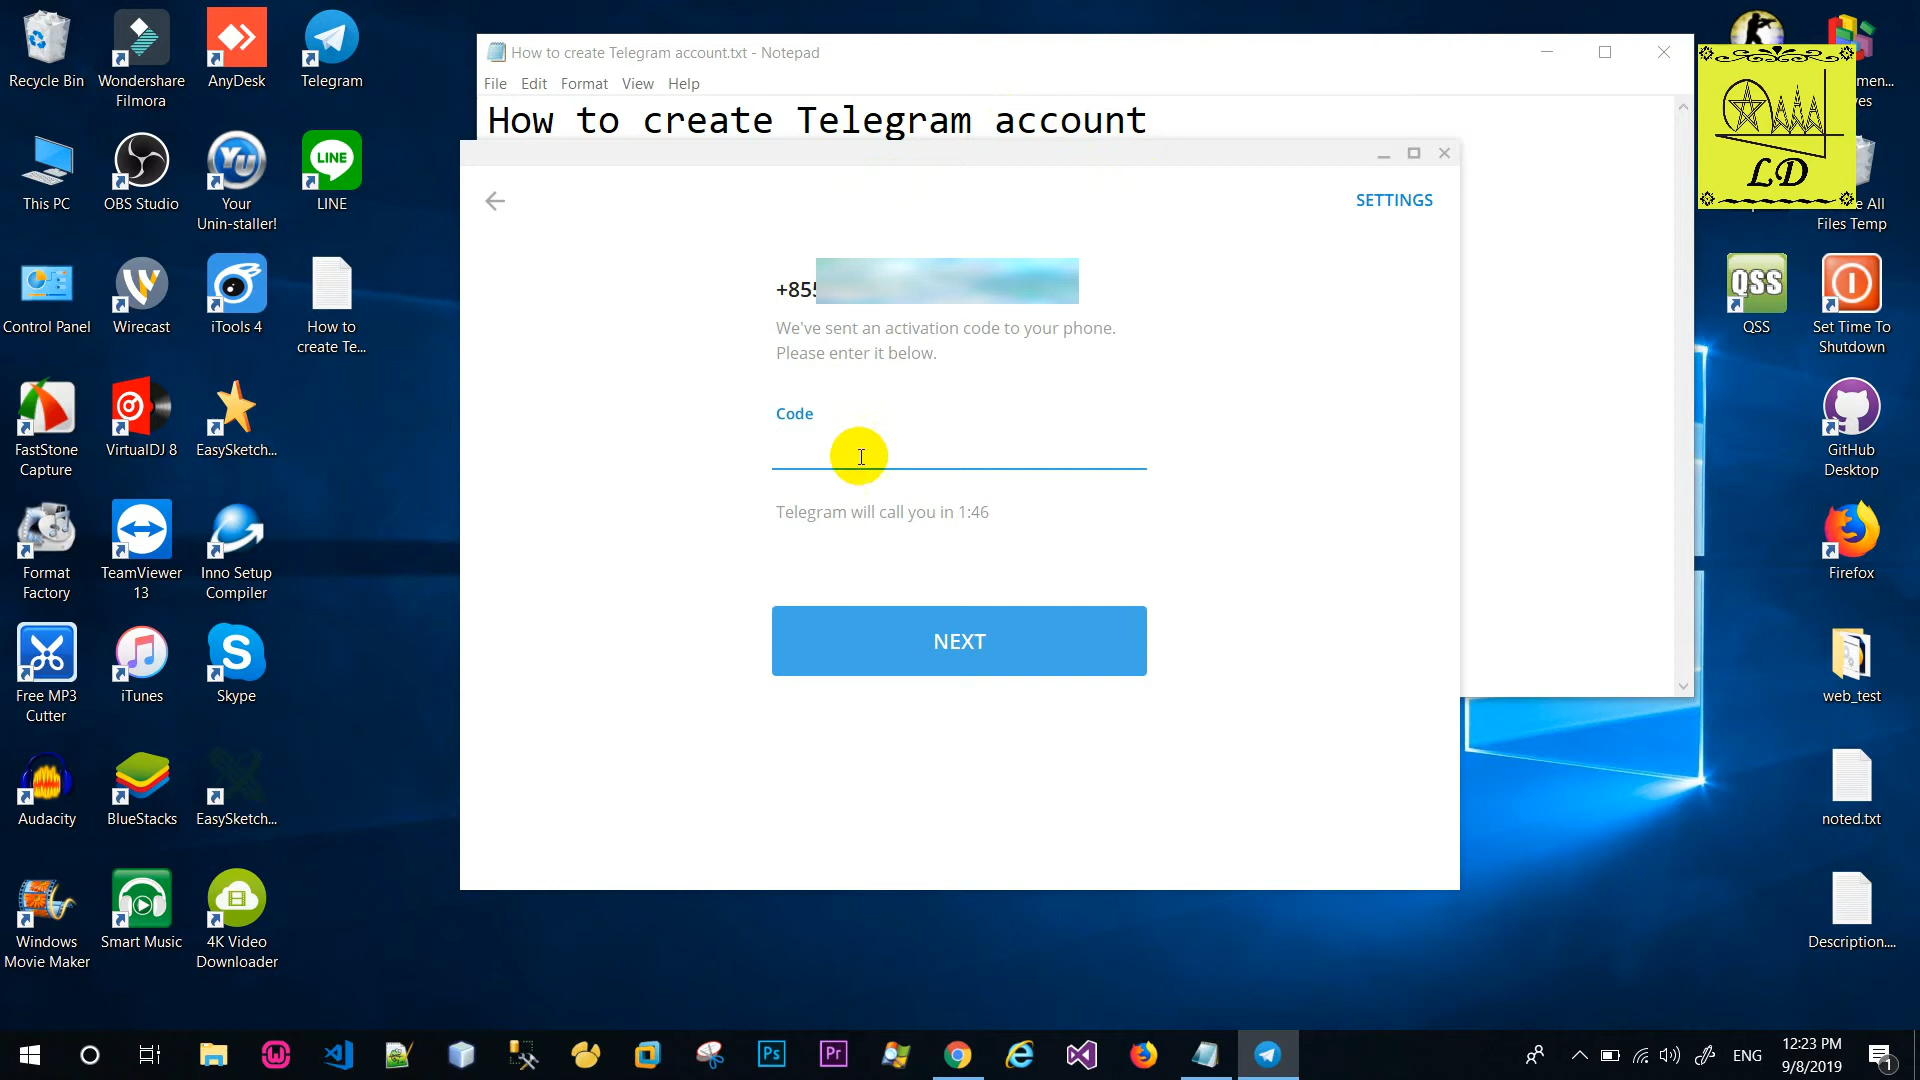 Recycle Bin
Wondershare
Filmora
AnyDesk
Telegram
This PC
OBS Studio
Your
Unin-staller!
LINE
LINE
Control Panel
Wirecast
iTools 4
How to
create Te...
FastStone
Capture
VirtualDJ 8
EasySketch...
Format
Factory
TeamViewer
13
Inno Setup
Compiler
Free MP3
Cutter
iTunes
Skype
Audacity
BlueStacks
EasySketch...
Windows
Movie Maker
Smart Music
4K Video
Downloader
How to create Telegram account.txt - Notepad
File Edit Format View Help
How to create Telegram account
SETTINGS
+855
We've sent an activation code to your phone.
Please enter it below.
Code
Telegram will call you in 1:46
NEXT
LD
All
Files Temp
QSS
QSS
Set Time To
Shutdown
GitHub
Desktop
Firefox
web_test
noted.txt
Description....
Ps
Pr
ENG
12:23 PM
9/8/2019
1